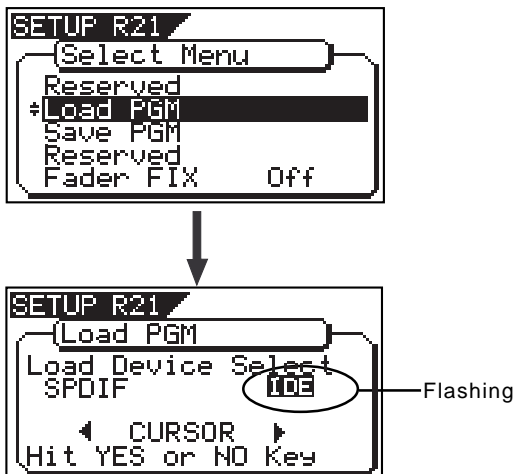 SETUP R21
Select Menu
Reserved
Load PGM
Save PGM
Reserved
Fader FIX Off
SETUP R21
Load PGM
Load Device Select
SPDIF IDE
Flashing
CURSOR
Hit YES or NO Key